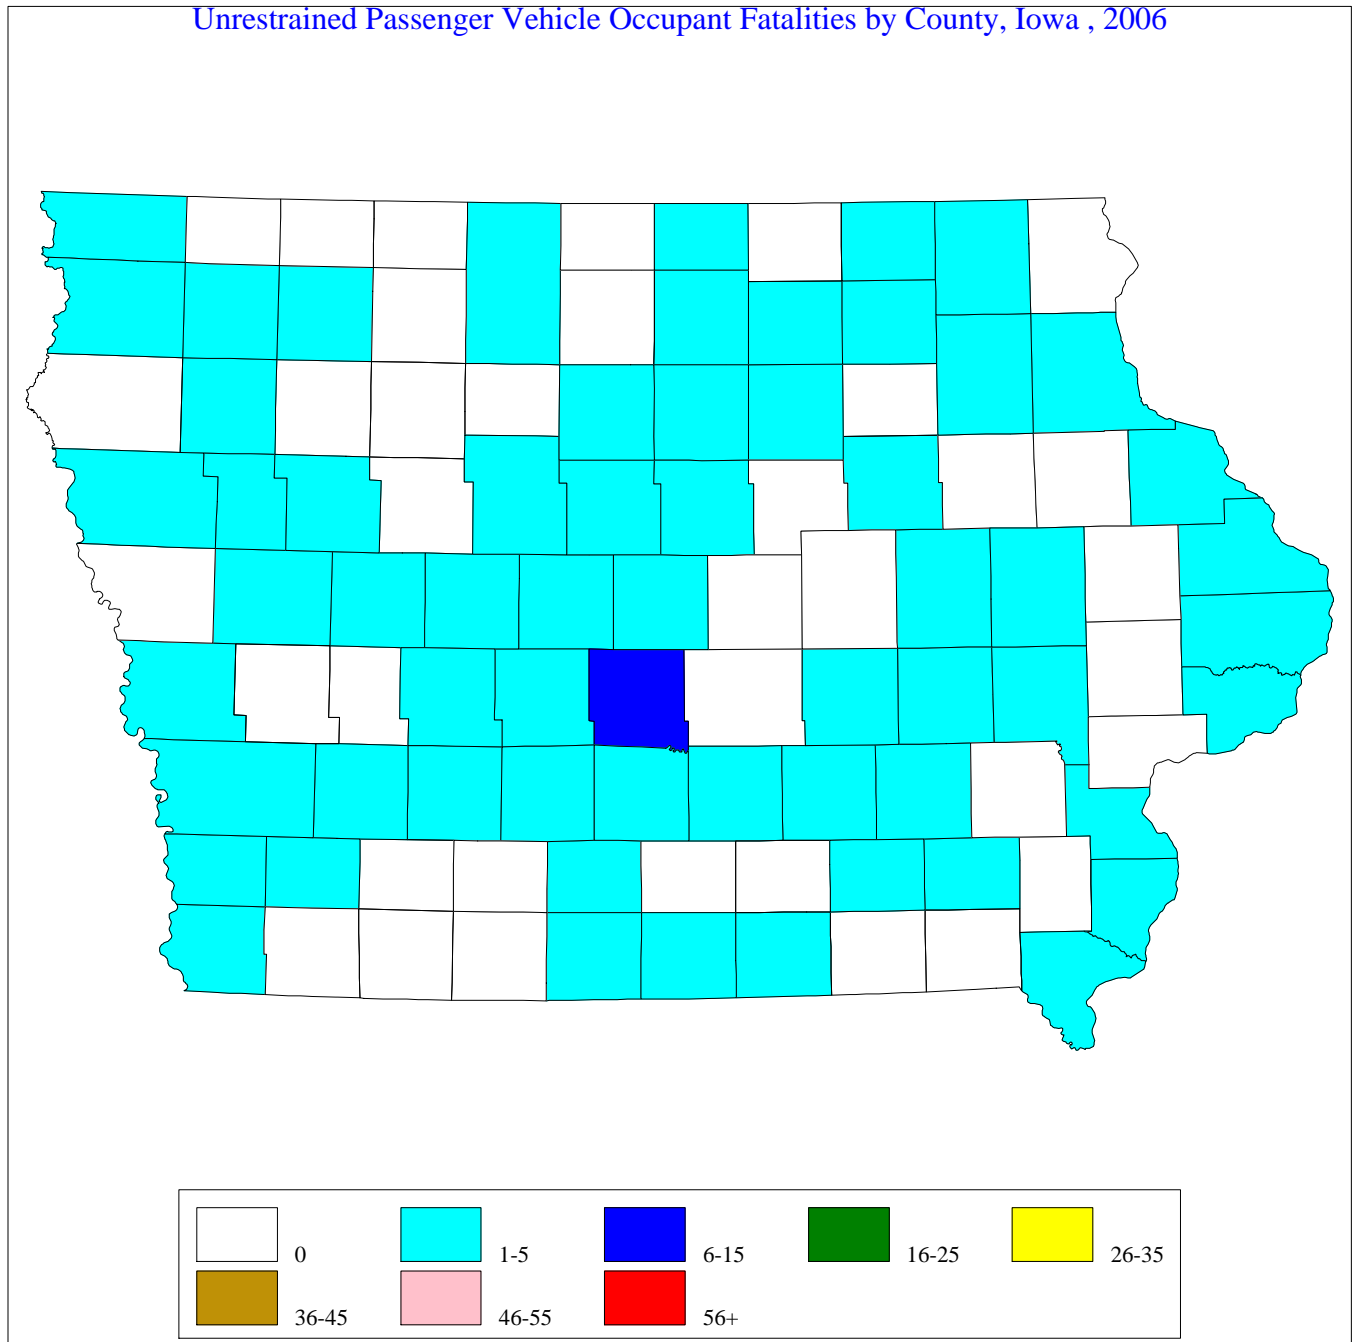 Unrestrained Passenger Vehicle Occupant Fatalities by County, Iowa , 2006
0 1-5 6-15 16-25 26-35
36-45 46-55 56+